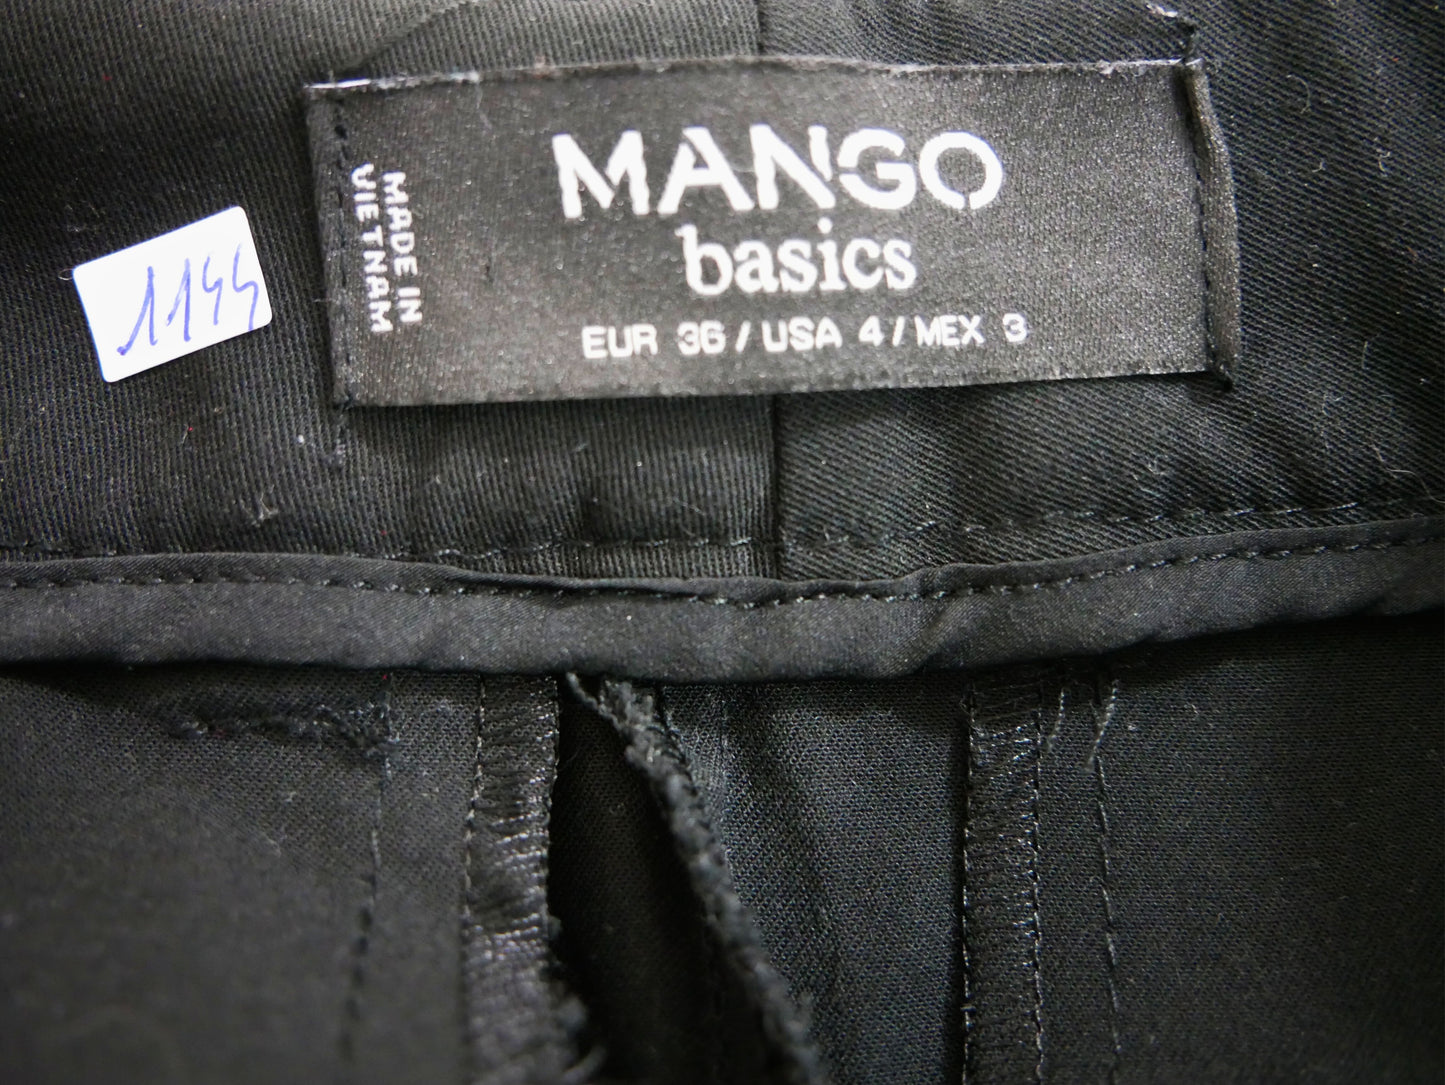 MANGO
basics
EUR 36 / USA 4 / MEX 3
MADE IN
VIETNAM
1144